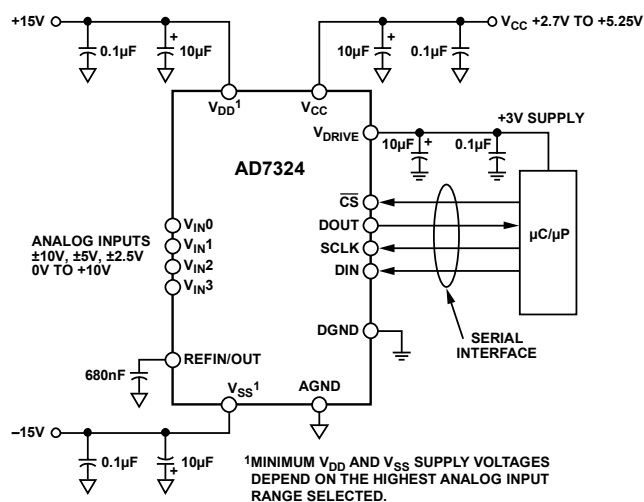 +15V
0.1µF
10µF
+
VDD1
10µF
+
0.1µF
VCC +2.7V TO +5.25V
VCC
VDRIVE
+3V SUPPLY
10µF
+
0.1µF
AD7324
CS
DOUT
SCLK
DIN
µC/µP
VIN0
VIN1
VIN2
VIN3
ANALOG INPUTS
±10V, ±5V, ±2.5V
0V TO +10V
DGND
SERIAL
INTERFACE
REFIN/OUT
680nF
VSS1
AGND
–15V
0.1µF
10µF
+
1MINIMUM VDD AND VSS SUPPLY VOLTAGES
DEPEND ON THE HIGHEST ANALOG INPUT
RANGE SELECTED.